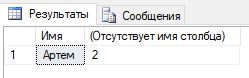 Результаты Сообщения
Имя (Отсутствует имя столбца)
1 Артем 2